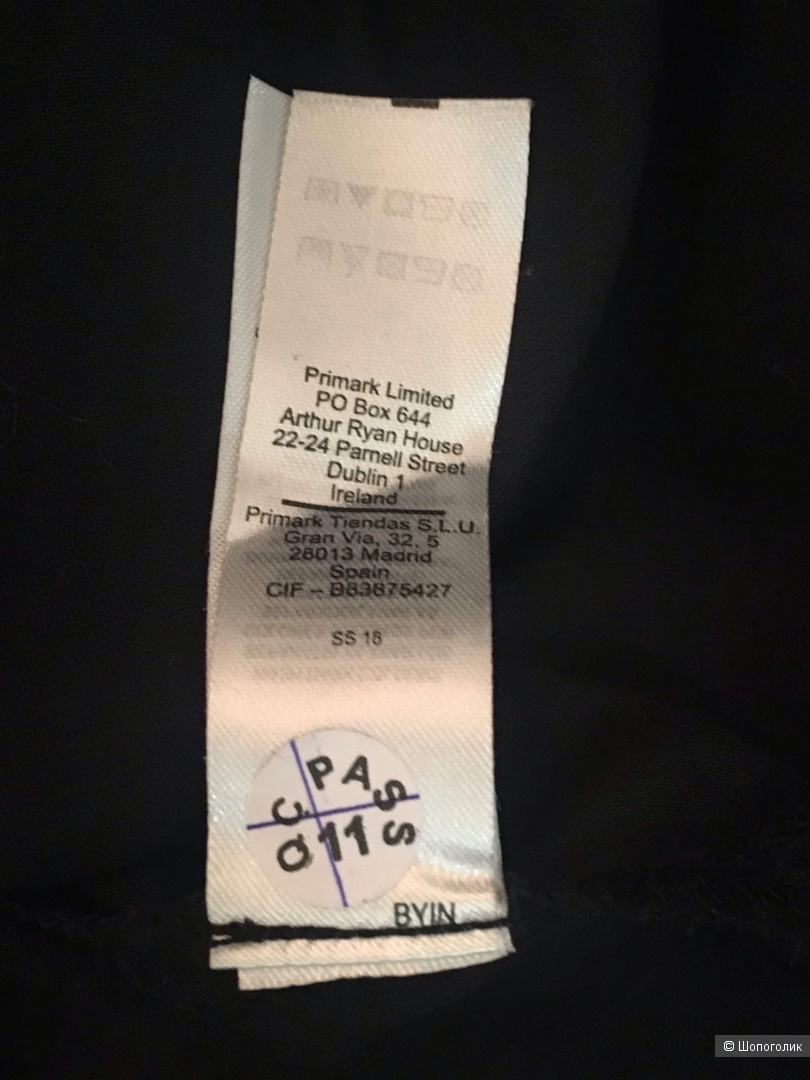 Primark Limited
PO Box 644
Arthur Ryan House
22-24 Parnell Street
Dublin 1
Ireland
Primark Tiendas S.L.U.
Gran Via, 32, 5
28013 Madrid
Spain
CIF – B83875427
SS 18
QC PASS
11
BYIN
© Шопоголик